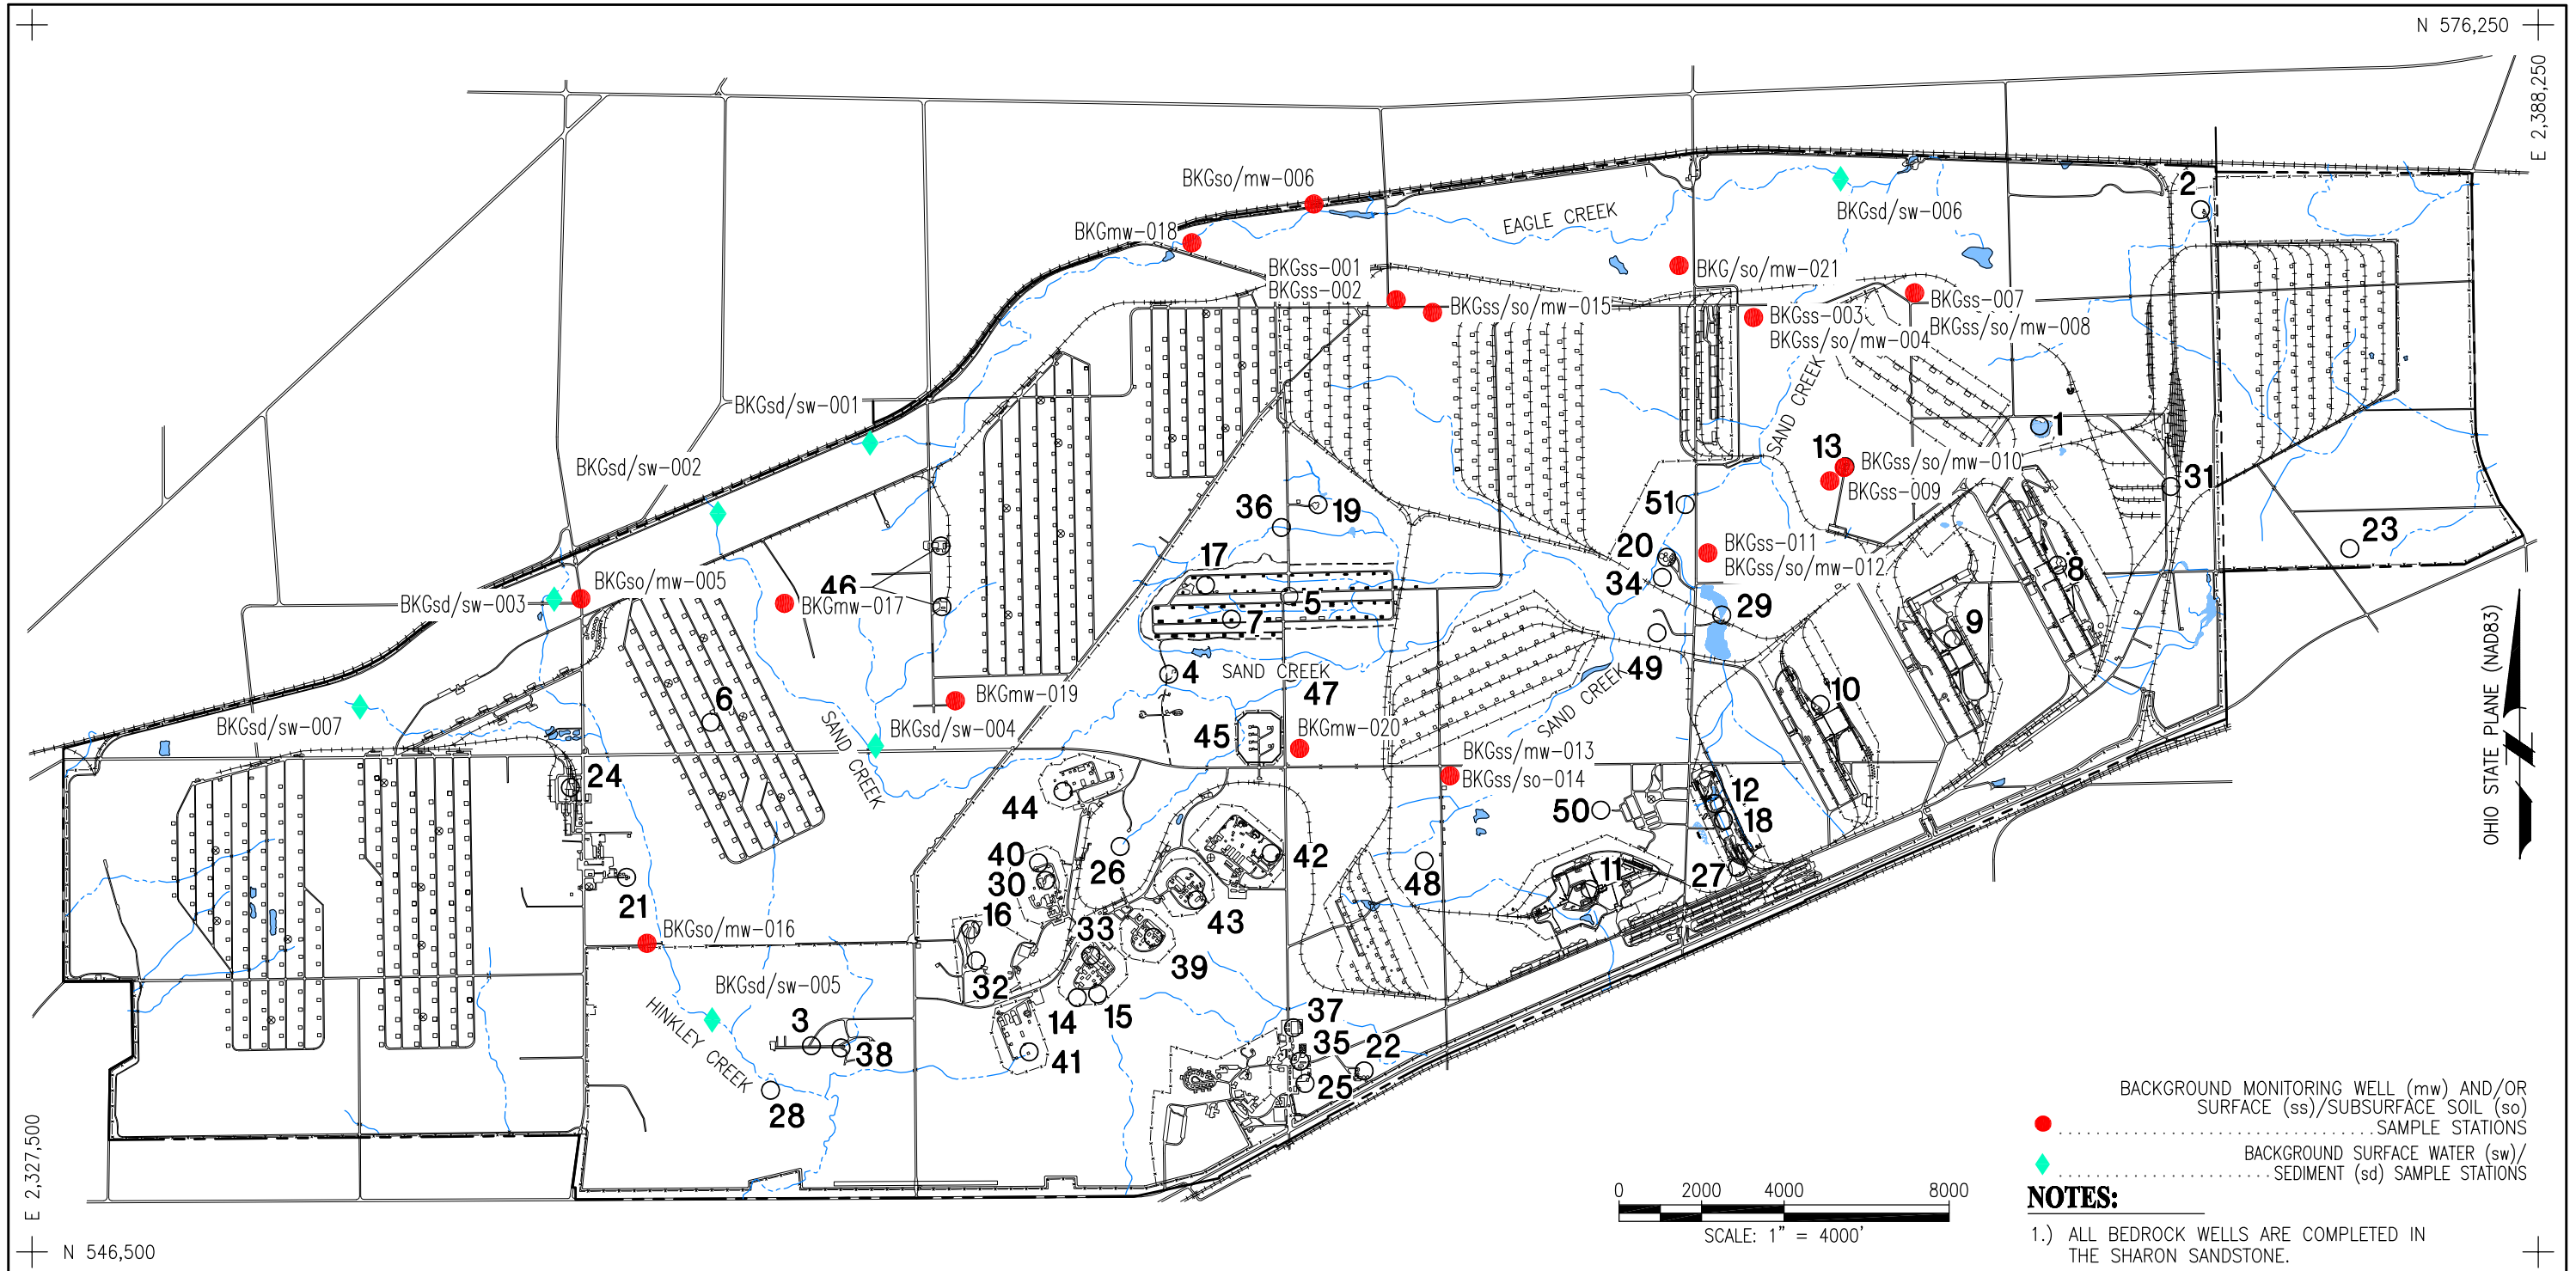 N 576,250
E 2,388,250
BKGso/mw-006
2
BKGsd/sw-006
EAGLE CREEK
BKGmw-018
BKGss-001
BKGss-002
BKG/so/mw-021
BKGss/so/mw-015
BKGss-003
BKGss/so/mw-004
BKGss-007
BKGss/so/mw-008
BKGsd/sw-001
SAND CREEK
1
13
BKGss/so/mw-010
BKGss-009
BKGsd/sw-002
31
36
19
51
23
17
20
BKGss-011
BKGss/so/mw-012
34
8
BKGso/mw-005
BKGsd/sw-003
46
BKGmw-017
5
7
29
9
4
SAND CREEK
49
47
SAND CREEK
10
6
BKGmw-019
BKGsd/sw-004
SAND CREEK
BKGsd/sw-007
45
BKGmw-020
BKGss/mw-013
BKGss/so-014
OHIO STATE PLANE (NAD83)
24
44
12
18
50
40
30
26
42
48
11
27
21
16
43
33
BKGso/mw-016
39
32
BKGsd/sw-005
14
15
37
3
38
HINKLEY CREEK
41
35
22
25
28
BACKGROUND MONITORING WELL (mw) AND/OR
SURFACE (ss)/SUBSURFACE SOIL (so)
SAMPLE STATIONS
BACKGROUND SURFACE WATER (sw)/
SEDIMENT (sd) SAMPLE STATIONS
0 2000 4000 8000
SCALE: 1" = 4000'
NOTES:
1.) ALL BEDROCK WELLS ARE COMPLETED IN
THE SHARON SANDSTONE.
E 2,327,500
N 546,500